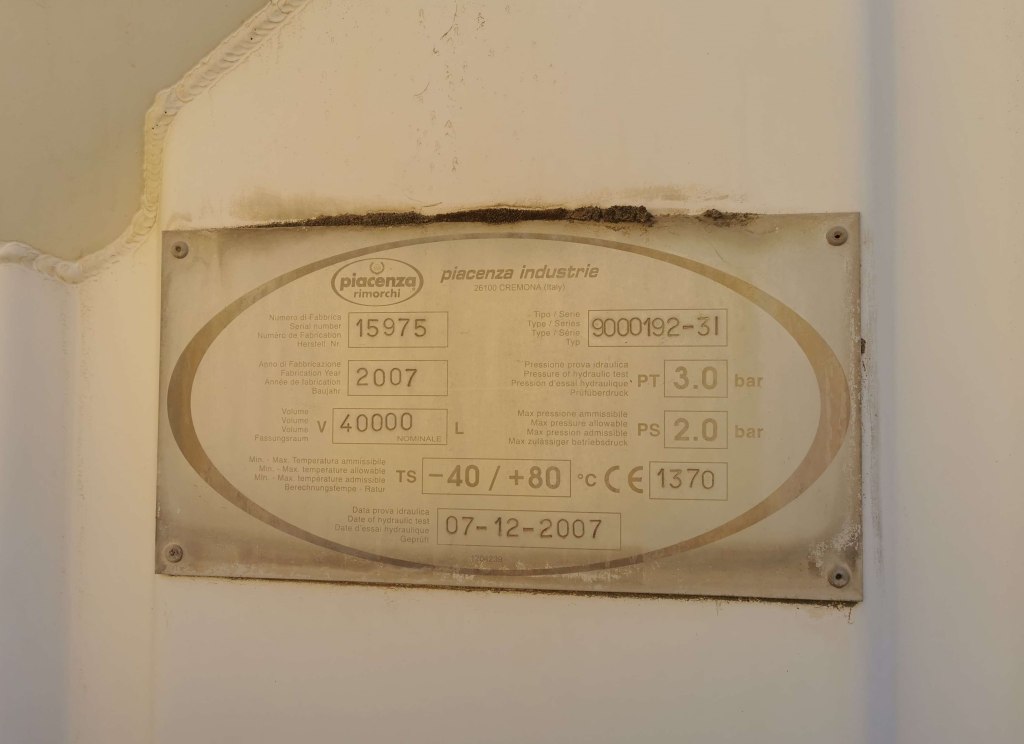 piacenza
rimorchi
piacenza industrie
26100 CREMONA (Italy)
Numero di Fabbrica
Serial number
Numéro de Fabrication
Herstell. Nr.
15975
Tipo / Serie
Type / Series
Type / Série
Typ
9000192-3I
Anno di Fabbricazione
Fabrication Year
Année de fabrication
Baujahr
2007
Pressione prova idraulica
Pressure of hydraulic test
Pression d'essai hydraulique
Prüfüberdruck
PT 3.0 bar
Volume
Volume
Volume
Fassungsraum
V 40000 L
NOMINALE
Max pressione ammissibile
Max pressure allowable
Max pression admissible
Max zulässiger betriebsdruck
PS 2.0 bar
Min. - Max. Temperatura ammissibile
Min. - Max. temperature allowable
Min. - Max. température admissible
Berechnungstempe - Ratur
TS -40 / +80 °C
CE 1370
Data prova idraulica
Date of hydraulic test
Date d'essai hydraulique
Geprüft
07-12-2007